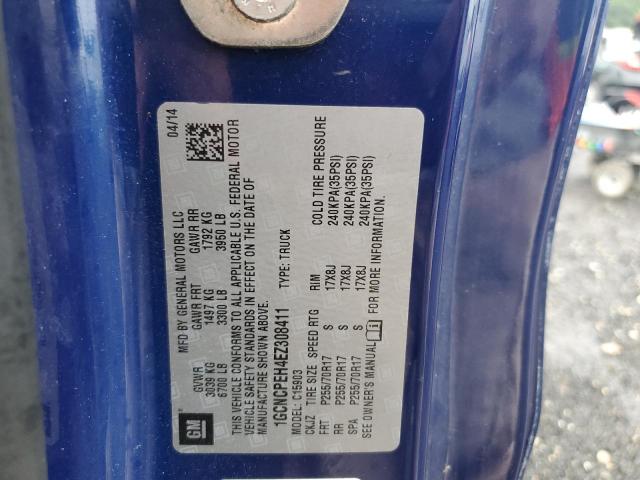 GM
MFD BY GENERAL MOTORS LLC
04/14
GVWR GAWR FRT GAWR RR
3039 KG 1497 KG 1792 KG
6700 LB 3300 LB 3950 LB
THIS VEHICLE CONFORMS TO ALL APPLICABLE U.S. FEDERAL MOTOR
VEHICLE SAFETY STANDARDS IN EFFECT ON THE DATE OF
MANUFACTURE SHOWN ABOVE.
1GCNCPEH4EZ308411
TYPE: TRUCK
MODEL: C15903
CKJZ TIRE SIZE SPEED RTG RIM COLD TIRE PRESSURE
FRT P255/70R17 S 17X8J 240KPA(35PSI)
RR P255/70R17 S 17X8J 240KPA(35PSI)
SPA P255/70R17 S 17X8J 240KPA(35PSI)
SEE OWNER'S MANUAL FOR MORE INFORMATION.